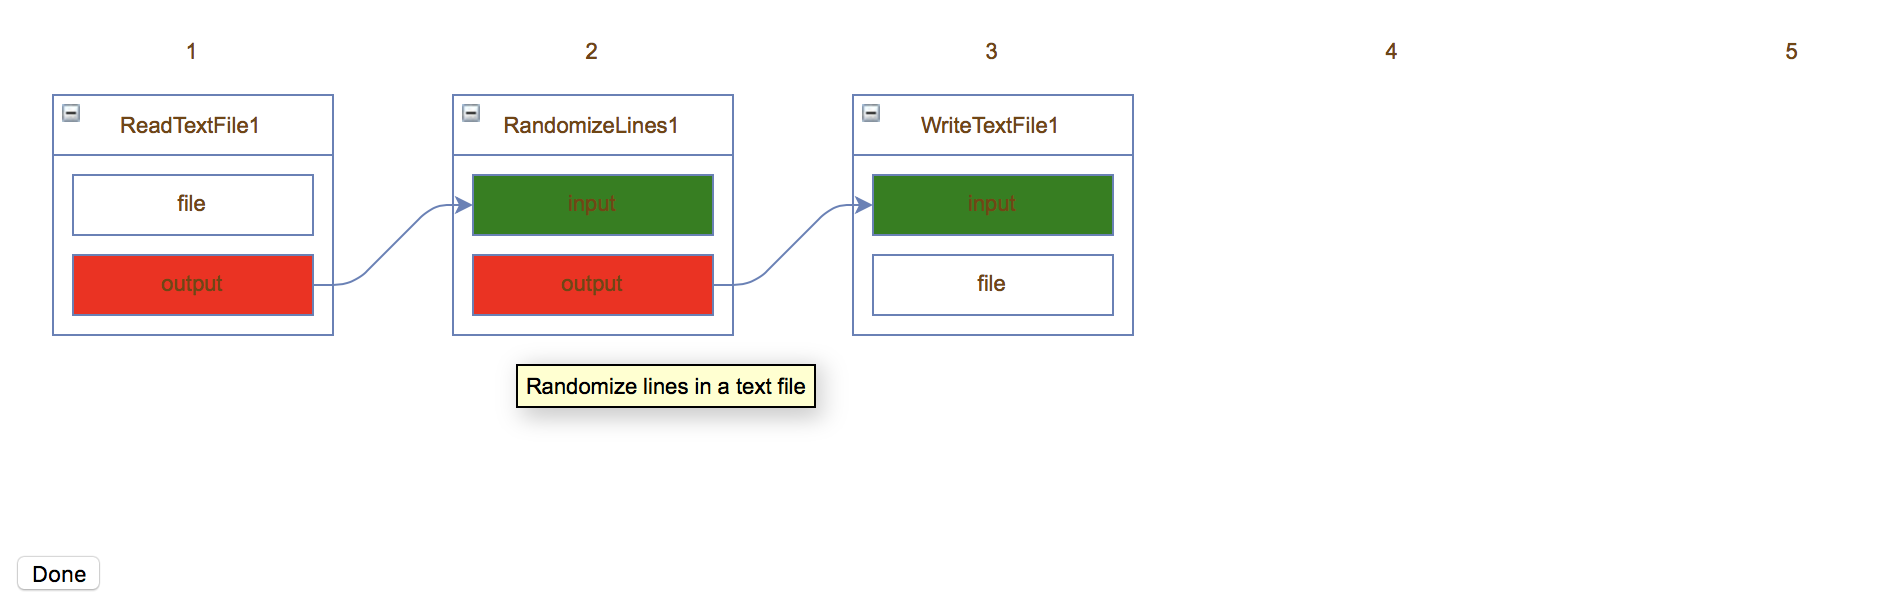 1
2
3
4
5
ReadTextFile1
RandomizeLines1
WriteTextFile1
file
input
input
output
output
file
Randomize lines in a text file
Done